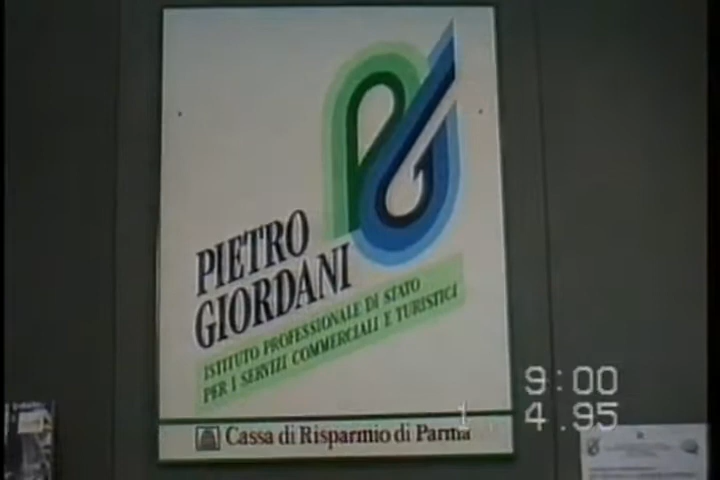 PIETRO
GIORDANI
ISTITUTO PROFESSIONALE DI STATO
PER I SERVIZI COMMERCIALI E TURISTICI
Cassa di Risparmio di Parma
9:00
1 4.95